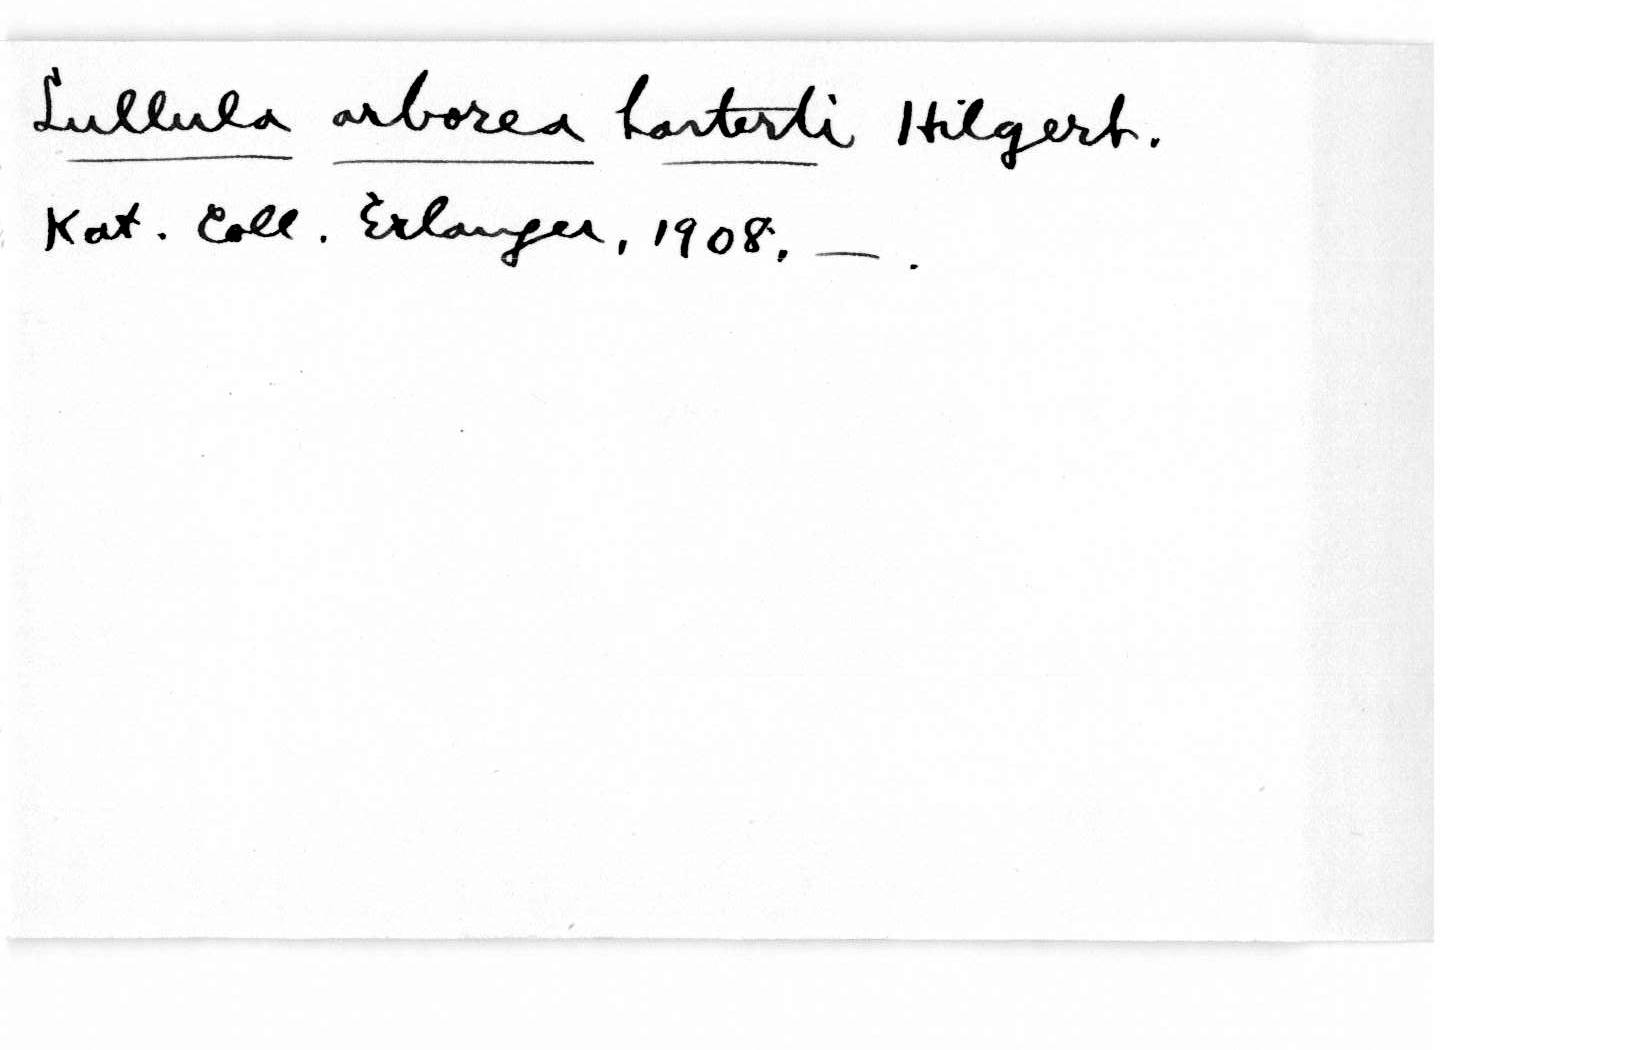 Lullula arborea harterti Hilgert.
Kat. Coll. Erlanger, 1908, — .